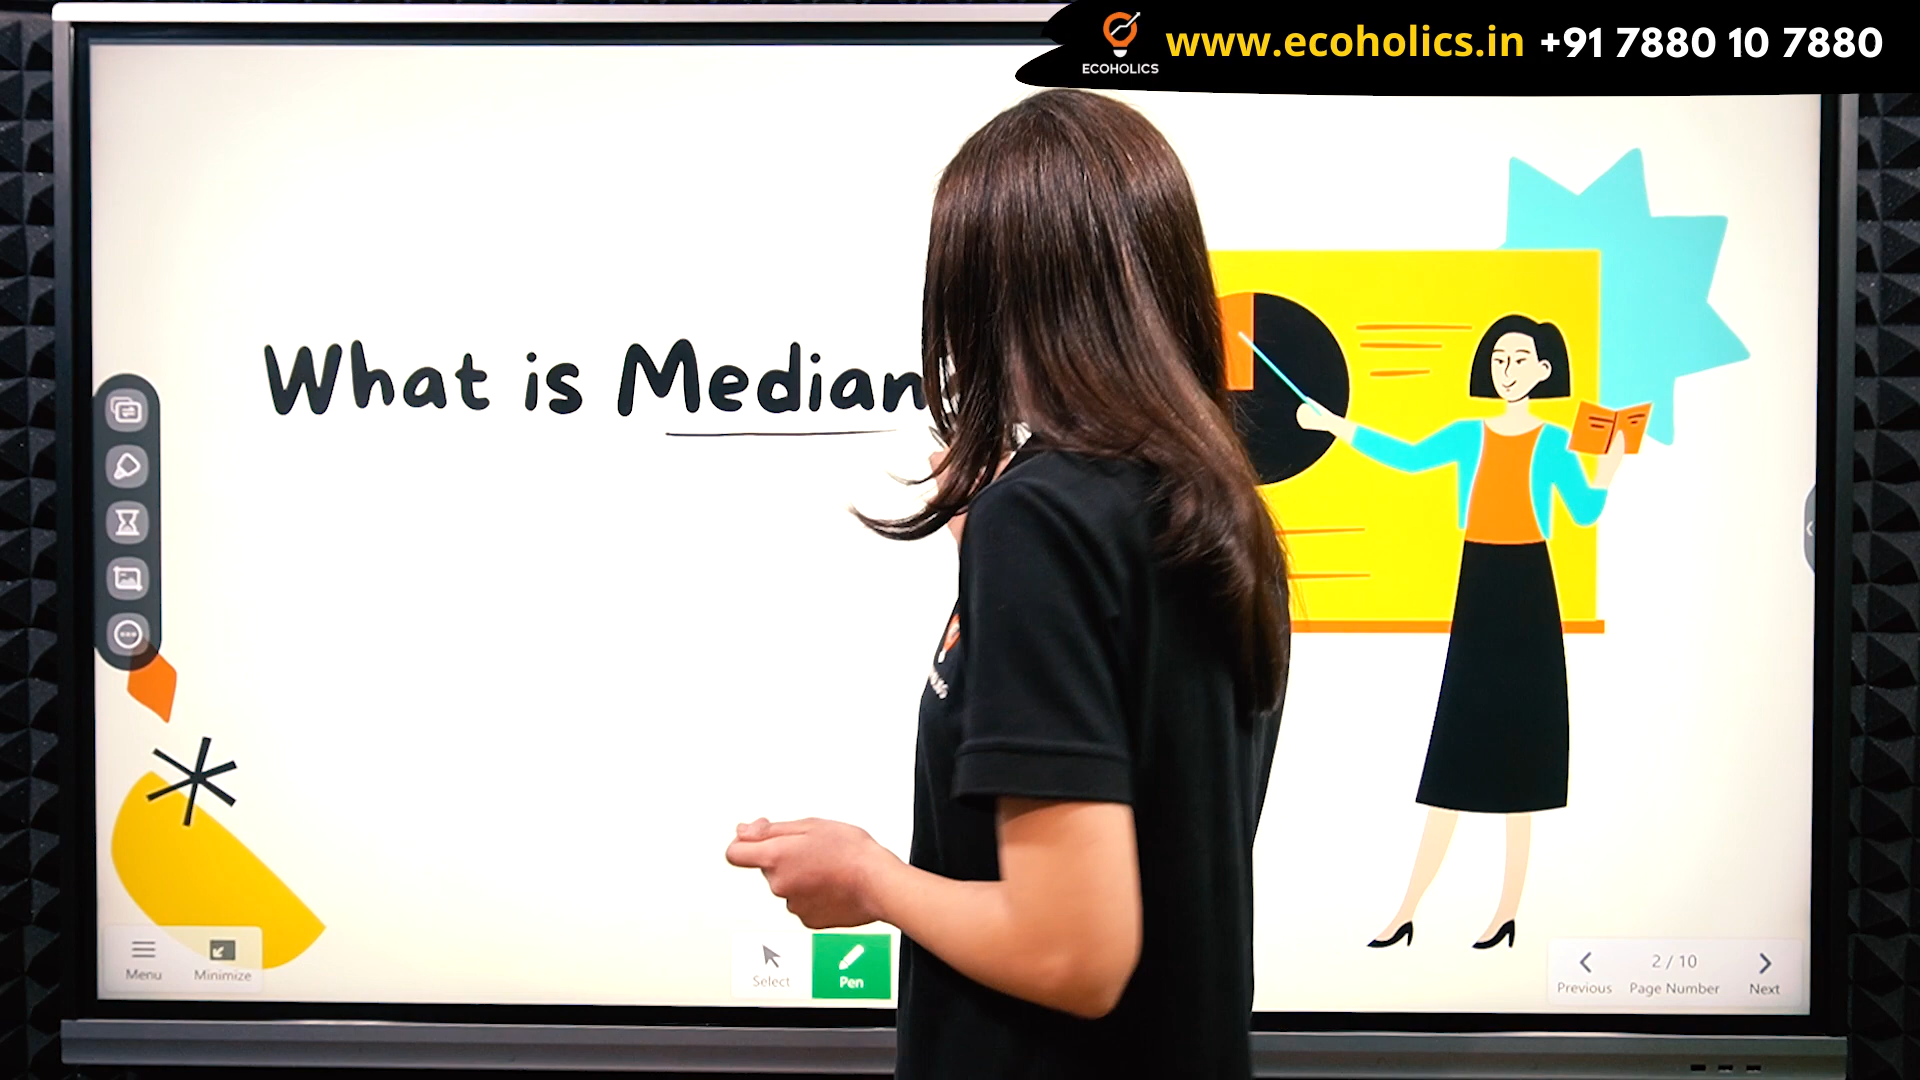 www.ecoholics.in +91 7880 10 7880
ECOHOLICS
What is Median
Menu
Minimize
Select
Pen
2 / 10
Previous
Page Number
Next